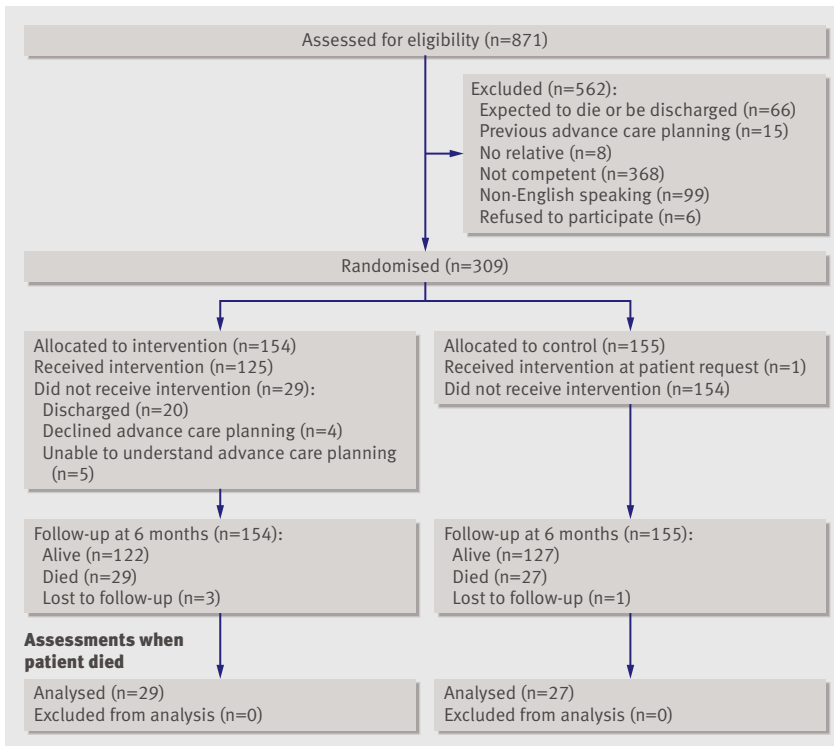 Assessed for eligibility (n=871)
Excluded (n=562):
Expected to die or be discharged (n=66)
Previous advance care planning (n=15)
No relative (n=8)
Not competent (n=368)
Non-English speaking (n=99)
Refused to participate (n=6)
Randomised (n=309)
Allocated to intervention (n=154)
Received intervention (n=125)
Did not receive intervention (n=29):
Discharged (n=20)
Declined advance care planning (n=4)
Unable to understand advance care planning
(n=5)
Allocated to control (n=155)
Received intervention at patient request (n=1)
Did not receive intervention (n=154)
Follow-up at 6 months (n=154):
Alive (n=122)
Died (n=29)
Lost to follow-up (n=3)
Follow-up at 6 months (n=155):
Alive (n=127)
Died (n=27)
Lost to follow-up (n=1)
Assessments when
patient died
Analysed (n=29)
Excluded from analysis (n=0)
Analysed (n=27)
Excluded from analysis (n=0)